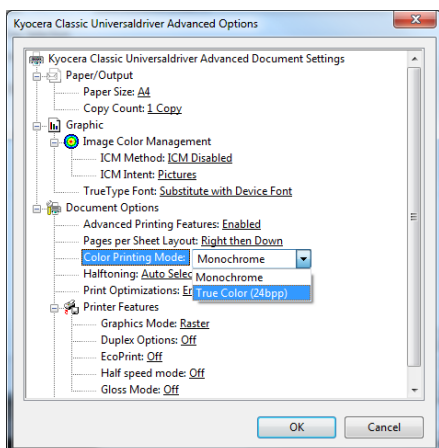 Kyocera Classic Universaldriver Advanced Options
Kyocera Classic Universaldriver Advanced Document Settings
Paper/Output
Paper Size: A4
Copy Count: 1 Copy
Graphic
Image Color Management
ICM Method: ICM Disabled
ICM Intent: Pictures
TrueType Font: Substitute with Device Font
Document Options
Advanced Printing Features: Enabled
Pages per Sheet Layout: Right then Down
Color Printing Mode: Monochrome
Halftoning: Auto Selec Monochrome
Print Optimizations: True Color (24bpp)
Printer Features
Graphics Mode: Raster
Duplex Options: Off
EcoPrint: Off
Half speed mode: Off
Gloss Mode: Off
OK Cancel